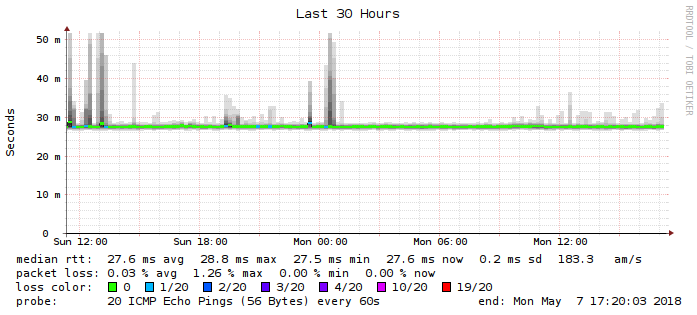 Last 30 Hours
RRDTOOL / TOBI OETIKER
Seconds
50 m
40 m
30 m
20 m
10 m
0
Sun 12:00 Sun 18:00 Mon 00:00 Mon 06:00 Mon 12:00
median rtt: 27.6 ms avg 28.8 ms max 27.5 ms min 27.6 ms now 0.2 ms sd 183.3 am/s
packet loss: 0.03 % avg 1.26 % max 0.00 % min 0.00 % now
loss color: 0 1/20 2/20 3/20 4/20 10/20 19/20
probe: 20 ICMP Echo Pings (56 Bytes) every 60s end: Mon May 7 17:20:03 2018